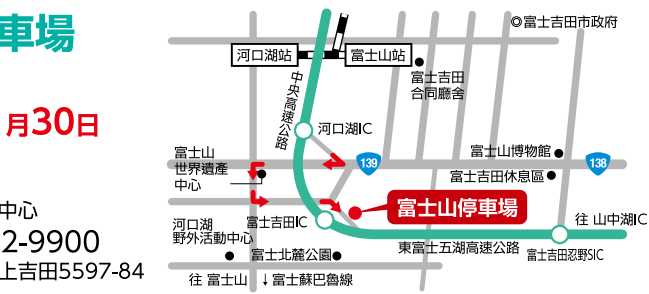 車場
月30日
中心
2-9900
上吉田5597-84
◎富士吉田市政府
河口湖站
富士山站
富士吉田
合同廳舍
中央高速公路
河口湖IC
富士山
世界遺產
中心
139
富士山博物館
138
富士吉田休息區
富士山停車場
往 山中湖IC
河口湖
野外活動中心
富士吉田IC
東富士五湖高速公路
富士吉田忍野SIC
富士北麓公園
往 富士山
↓富士蘇巴魯線